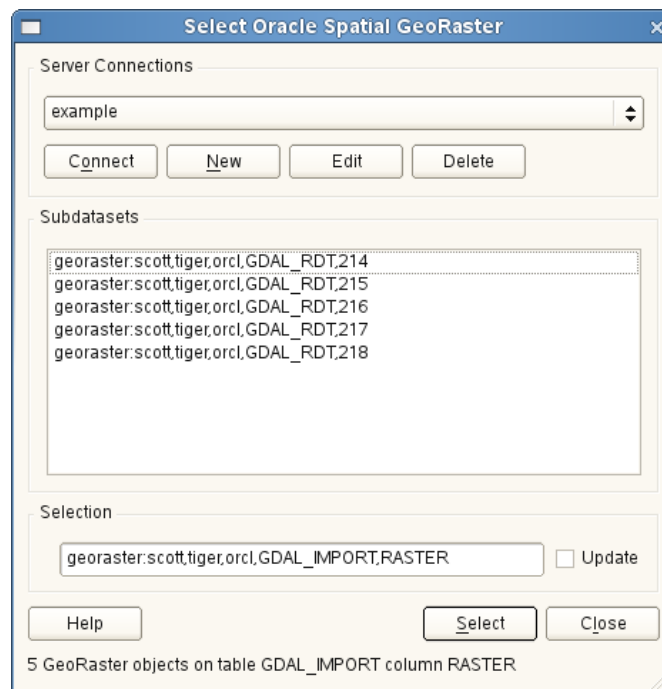 Select Oracle Spatial GeoRaster
Server Connections
example
Connect New Edit Delete
Subdatasets
georaster:scott,tiger,orcl,GDAL_RDT,214
georaster:scott,tiger,orcl,GDAL_RDT,215
georaster:scott,tiger,orcl,GDAL_RDT,216
georaster:scott,tiger,orcl,GDAL_RDT,217
georaster:scott,tiger,orcl,GDAL_RDT,218
Selection
georaster:scott,tiger,orcl,GDAL_IMPORT,RASTER Update
Help Select Close
5 GeoRaster objects on table GDAL_IMPORT column RASTER